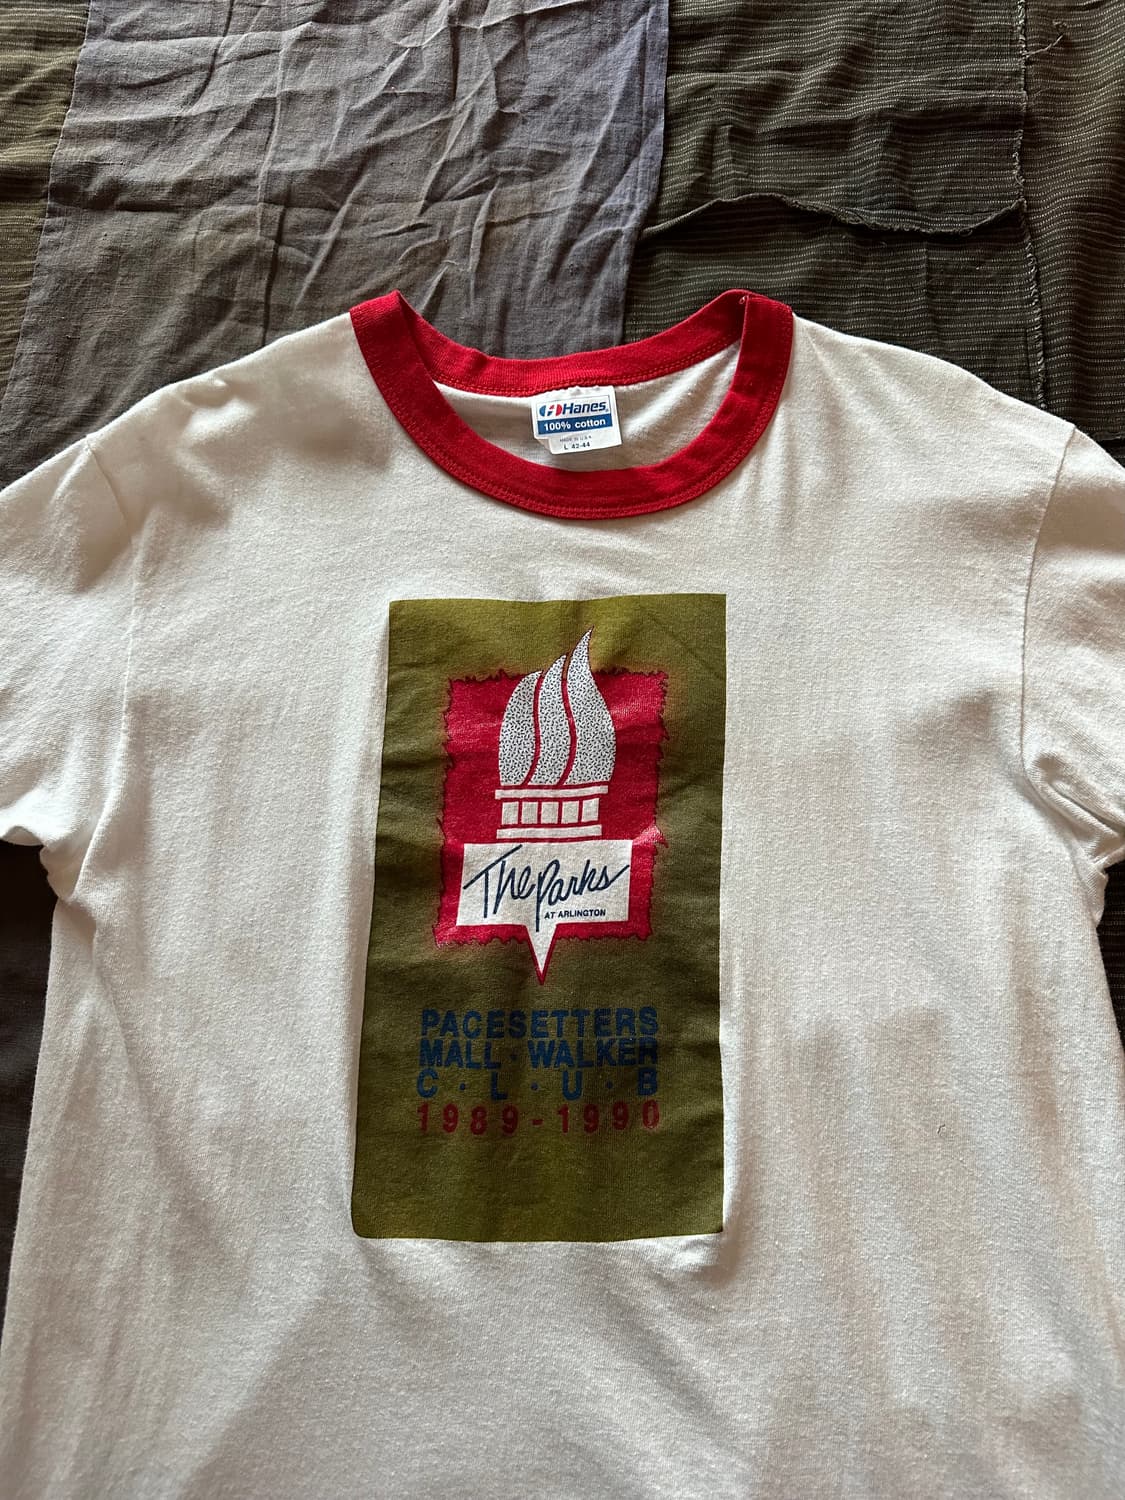 Hanes
100% cotton
MADE IN U.S.A.
L 42-44
The Parks
AT ARLINGTON
PACESETTERS
MALL · WALKER
C · L · U · B
1989-1990